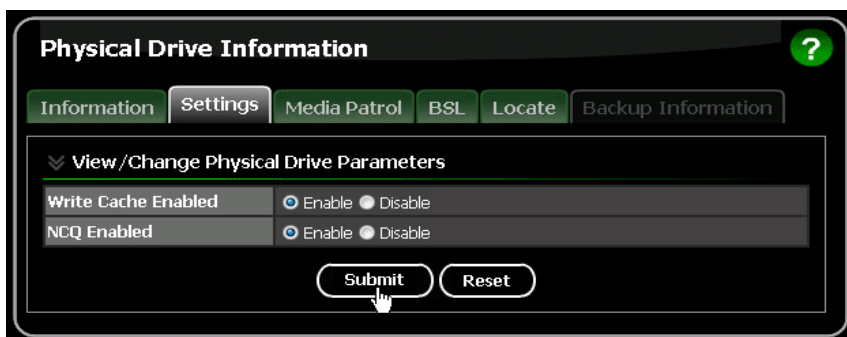 Physical Drive Information
?
Information Settings Media Patrol BSL Locate Backup Information
View/Change Physical Drive Parameters
Write Cache Enabled Enable Disable
NCQ Enabled Enable Disable
Submit Reset